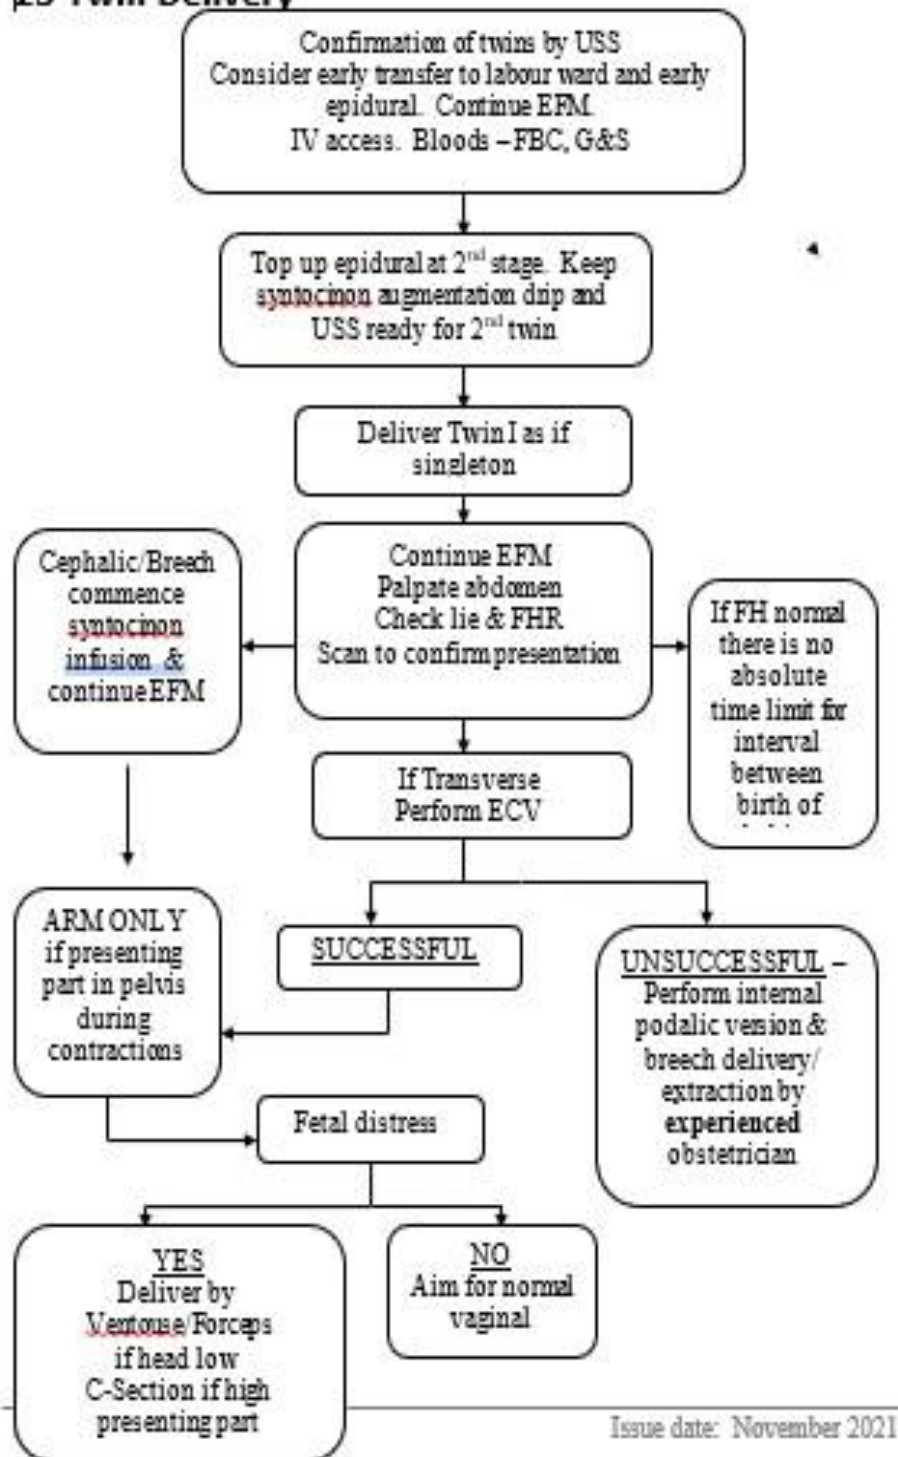 Twin Delivery
Confirmation of twins by USS
Consider early transfer to labour ward and early
epidural. Continue EFM.
IV access. Bloods – FBC, G&S
Top up epidural at 2nd stage. Keep
syntocinon augmentation drip and
USS ready for 2nd twin
Deliver Twin I as if
singleton
Continue EFM
Palpate abdomen
Check lie & FHR
Scan to confirm presentation
Cephalic/Breech
commence
syntocinon
infusion &
continue EFM
If FH normal
there is no
absolute
time limit for
interval
between
birth of
If Transverse
Perform ECV
ARM ONLY
if presenting
part in pelvis
during
contractions
SUCCESSFUL
UNSUCCESSFUL –
Perform internal
podalic version &
breech delivery/
extraction by
experienced
obstetrician
Fetal distress
YES
Deliver by
Ventouse/Forceps
if head low
C-Section if high
presenting part
NO
Aim for normal
vaginal
Issue date: November 2021